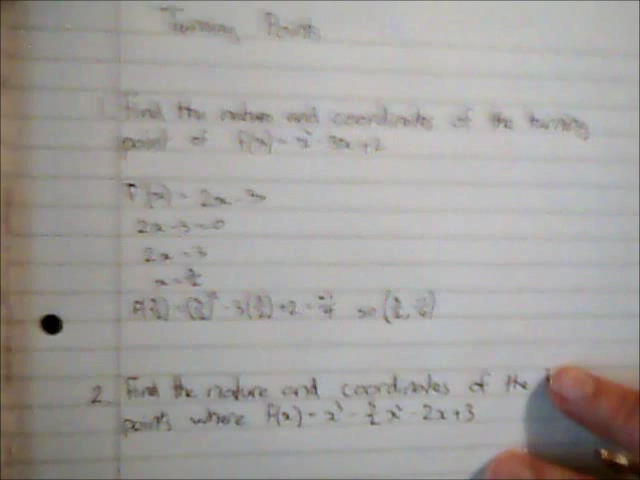 Turning Points
1. Find the nature and coordinates of the turning
point of f(x) = x² - 3x + 2
f'(x) = 2x - 3
2x - 3 = 0
2x = 3
x = 3/2
f(3/2) = (3/2)² - 3(3/2) + 2 = -1/4 so (3/2, -1/4)
2. Find the nature and coordinates of the
points where f(x) = x³ - x² - 2x + 3